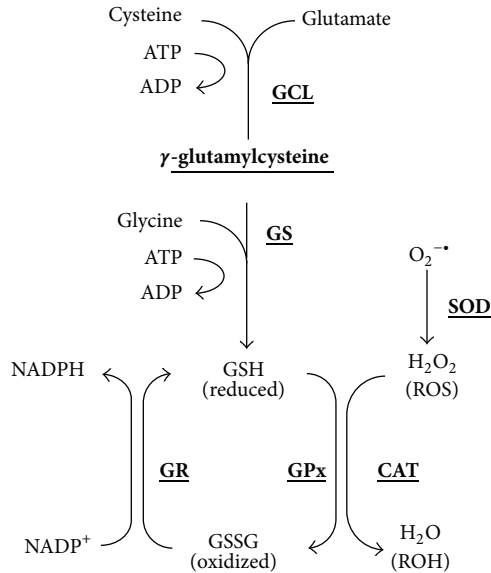 Cysteine
Glutamate
ATP
ADP
GCL
γ-glutamylcysteine
Glycine
GS
ATP
ADP
O₂⁻•
SOD
NADPH
GSH
(reduced)
H₂O₂
(ROS)
GR
GPx
CAT
NADP⁺
GSSG
(oxidized)
H₂O
(ROH)